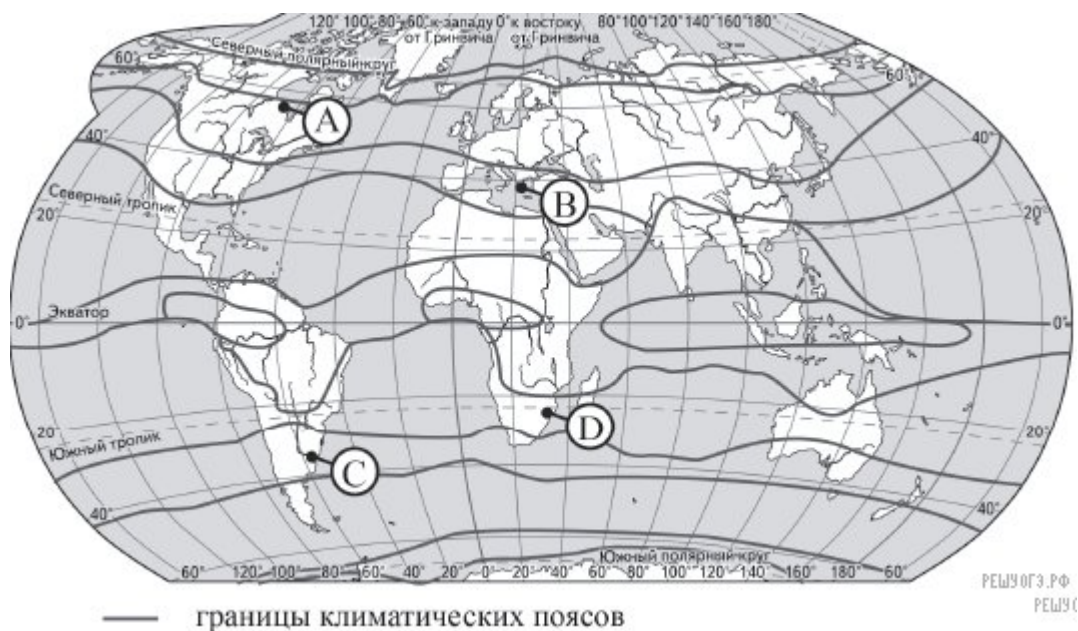 120° 100° 80° 60° к западу 0° к востоку 80°100°120° 140°160°180°
от Гринвича от Гринвича
Северный полярный круг
60°
60°
A
40°
40°
Северный тропик
B
20°
20°
Экватор
0°
0°
D
20°
20°
Южный тропик
C
40°
40°
Южный полярный круг
60° 120° 100° 80° 60° 40° 20° 0° 20° 40° 60° 80° 100° 120° 140° 160° 60°
РЕШУОГЭ.РФ
РЕШУО
границы климатических поясов